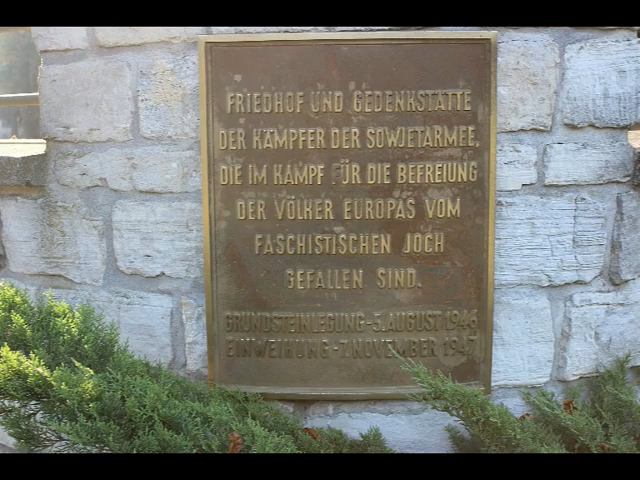 FRIEDHOF UND GEDENKSTÄTTE
DER KÄMPFER DER SOWJETARMEE,
DIE IM KAMPF FÜR DIE BEFREIUNG
DER VÖLKER EUROPAS VOM
FASCHISTISCHEN JOCH
GEFALLEN SIND.
GRUNDSTEINLEGUNG-5.AUGUST 1946
EINWEIHUNG-7.NOVEMBER 1947